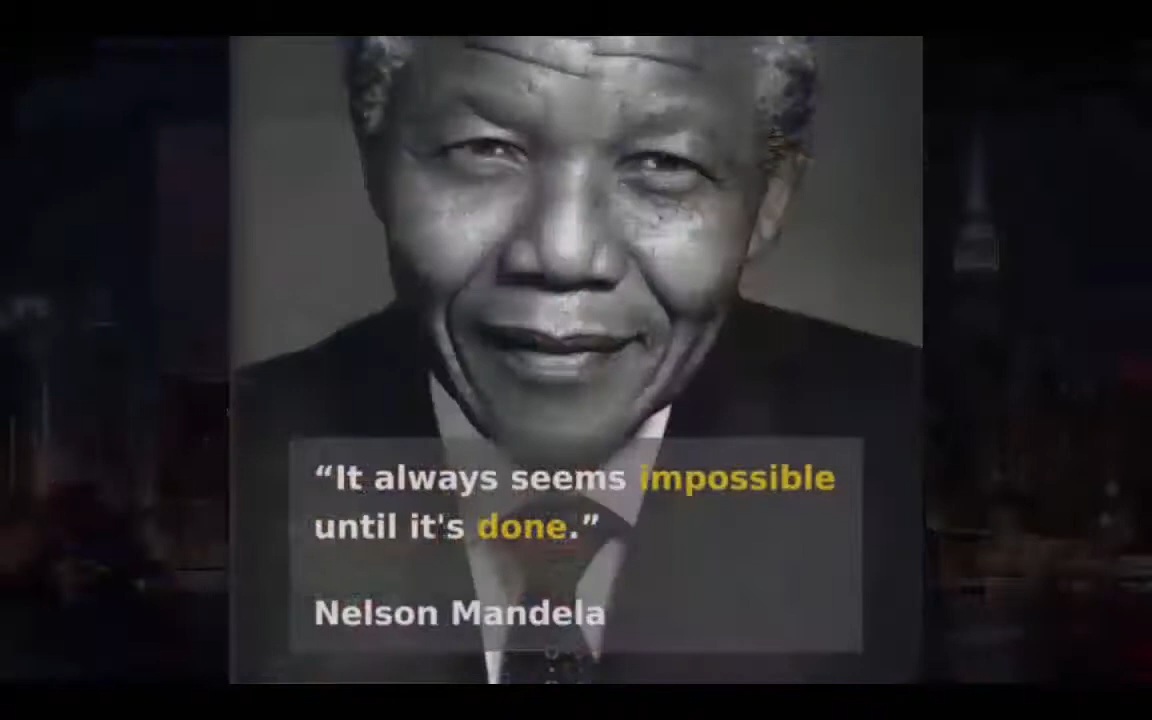 “It always seems impossible
until it's done.”
Nelson Mandela